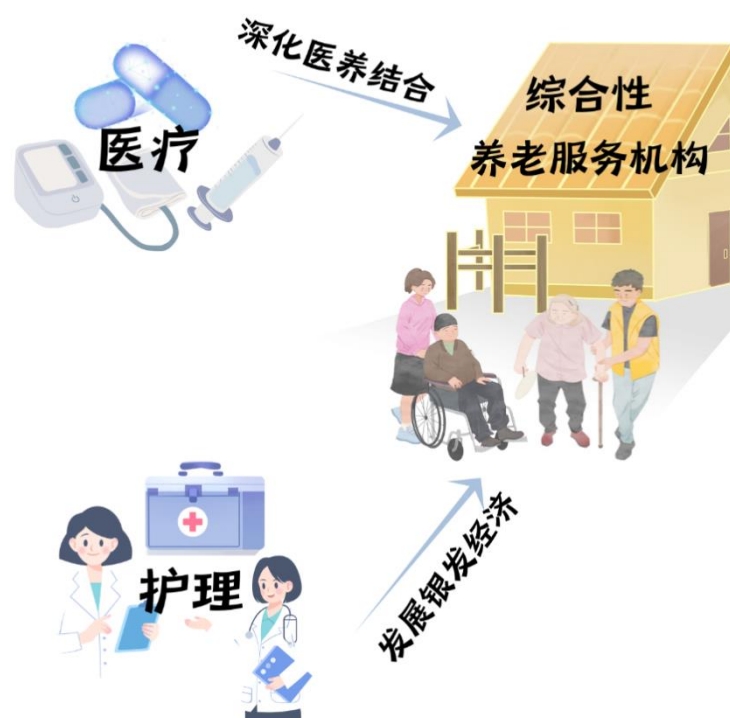 深化医养结合
医疗
综合性
养老服务机构
护理
发展银发经济